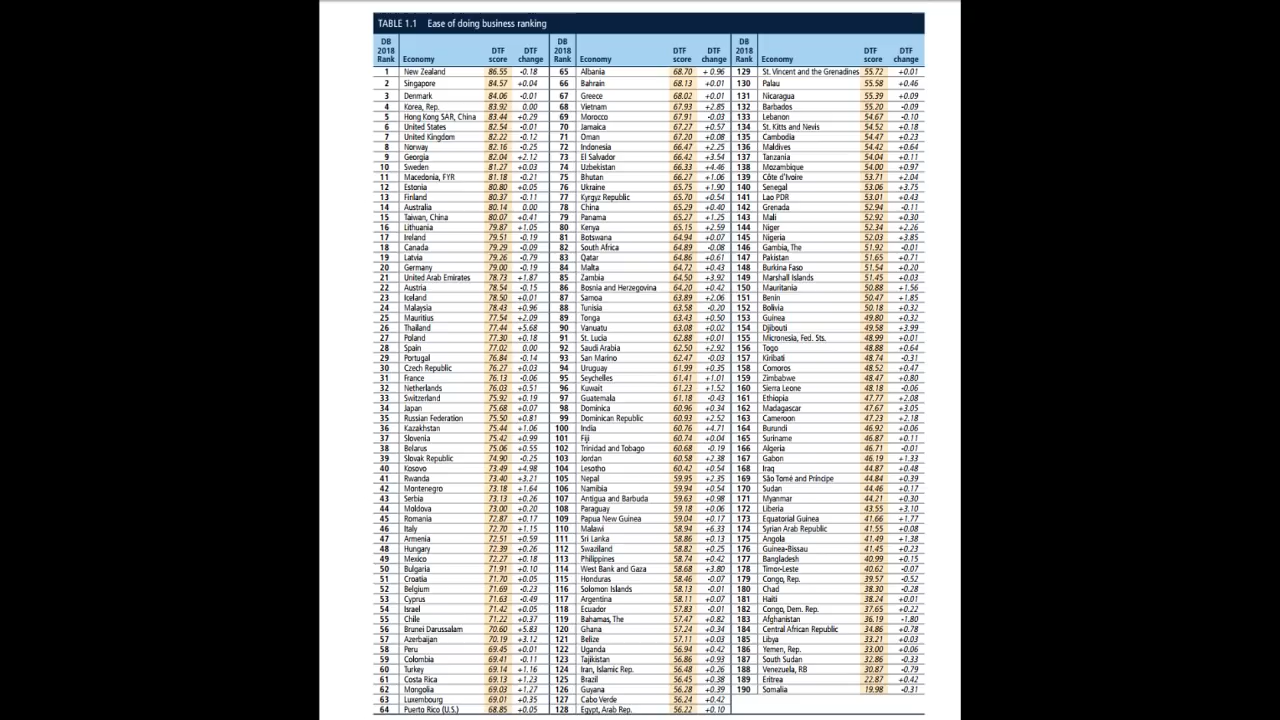 TABLE 1.1 Ease of doing business ranking
DB 2018 Rank Economy DTF score DTF change
1 New Zealand 86.55 -0.18
2 Singapore 84.57 +0.04
3 Denmark 84.06 -0.01
4 Korea, Rep. 83.92 0.00
5 Hong Kong SAR, China 83.44 +0.29
6 United States 82.54 -0.01
7 United Kingdom 82.22 -0.12
8 Norway 82.16 -0.25
9 Georgia 82.04 +2.12
10 Sweden 81.27 +0.03
11 Macedonia, FYR 81.18 -0.21
12 Estonia 80.80 +0.05
13 Finland 80.37 -0.11
14 Australia 80.14 0.00
15 Taiwan, China 80.07 +0.41
16 Lithuania 79.87 +1.05
17 Ireland 79.51 -0.19
18 Canada 79.29 -0.09
19 Latvia 79.26 -0.79
20 Germany 79.00 -0.19
21 United Arab Emirates 78.73 +1.87
22 Austria 78.54 -0.15
23 Iceland 78.50 +0.01
24 Malaysia 78.43 +0.96
25 Mauritius 77.54 +2.09
26 Thailand 77.44 +5.68
27 Poland 77.30 +0.18
28 Spain 77.02 0.00
29 Portugal 76.84 -0.14
30 Czech Republic 76.27 +0.03
31 France 76.13 -0.06
32 Netherlands 76.03 +0.51
33 Switzerland 75.92 +0.19
34 Japan 75.68 +0.07
35 Russian Federation 75.50 +0.81
36 Kazakhstan 75.44 +1.06
37 Slovenia 75.42 +0.99
38 Belarus 75.06 +0.55
39 Slovak Republic 74.90 -0.25
40 Kosovo 73.49 +4.98
41 Rwanda 73.40 +3.21
42 Montenegro 73.18 +1.64
43 Serbia 73.13 +0.26
44 Moldova 73.00 +0.20
45 Romania 72.87 +0.17
46 Italy 72.70 +1.15
47 Armenia 72.51 +0.59
48 Hungary 72.39 +0.26
49 Mexico 72.27 +0.18
50 Bulgaria 71.91 +0.10
51 Croatia 71.70 +0.05
52 Belgium 71.69 -0.23
53 Cyprus 71.63 -0.49
54 Israel 71.42 +0.05
55 Chile 71.22 +0.37
56 Brunei Darussalam 70.60 +5.83
57 Azerbaijan 70.19 +3.12
58 Peru 69.45 +0.01
59 Colombia 69.41 -0.11
60 Turkey 69.14 +1.16
61 Costa Rica 69.13 +1.23
62 Mongolia 69.03 +1.27
63 Luxembourg 69.01 +0.35
64 Puerto Rico (U.S.) 68.85 +0.05
DB 2018 Rank Economy DTF score DTF change
65 Albania 68.70 + 0.96
66 Bahrain 68.13 +0.01
67 Greece 68.02 +0.01
68 Vietnam 67.93 +2.85
69 Morocco 67.91 -0.03
70 Jamaica 67.27 +0.57
71 Oman 67.20 +0.08
72 Indonesia 66.47 +2.25
73 El Salvador 66.42 +3.54
74 Uzbekistan 66.33 +4.46
75 Bhutan 66.27 +1.06
76 Ukraine 65.75 +1.90
77 Kyrgyz Republic 65.70 +0.54
78 China 65.29 +0.40
79 Panama 65.27 +1.25
80 Kenya 65.15 +2.59
81 Botswana 64.94 +0.07
82 South Africa 64.89 -0.08
83 Qatar 64.86 +0.61
84 Malta 64.72 +0.43
85 Zambia 64.50 +3.92
86 Bosnia and Herzegovina 64.20 +0.42
87 Samoa 63.89 +2.06
88 Tunisia 63.58 -0.20
89 Tonga 63.43 +0.50
90 Vanuatu 63.08 +0.02
91 St. Lucia 62.88 +0.01
92 Saudi Arabia 62.50 +2.92
93 San Marino 62.47 -0.03
94 Uruguay 61.99 +0.35
95 Seychelles 61.41 +1.01
96 Kuwait 61.23 +1.52
97 Guatemala 61.18 -0.43
98 Dominica 60.96 +0.34
99 Dominican Republic 60.93 +2.52
100 India 60.76 +4.71
101 Fiji 60.74 +0.04
102 Trinidad and Tobago 60.68 -0.19
103 Jordan 60.58 +2.38
104 Lesotho 60.42 +0.54
105 Nepal 59.95 +2.35
106 Namibia 59.94 +0.54
107 Antigua and Barbuda 59.63 +0.98
108 Paraguay 59.18 +0.06
109 Papua New Guinea 59.04 +0.17
110 Malawi 58.94 +6.33
111 Sri Lanka 58.86 +0.13
112 Swaziland 58.82 +0.25
113 Philippines 58.74 +0.42
114 West Bank and Gaza 58.68 +3.80
115 Honduras 58.46 -0.07
116 Solomon Islands 58.13 -0.01
117 Argentina 58.11 +0.07
118 Ecuador 57.83 -0.01
119 Bahamas, The 57.47 +0.82
120 Ghana 57.24 +0.34
121 Belize 57.11 +0.03
122 Uganda 56.94 +0.42
123 Tajikistan 56.86 +0.93
124 Iran, Islamic Rep. 56.48 +0.26
125 Brazil 56.45 +0.38
126 Guyana 56.28 +0.39
127 Cabo Verde 56.24 +0.42
128 Egypt, Arab Rep. 56.22 +0.10
DB 2018 Rank Economy DTF score DTF change
129 St. Vincent and the Grenadines 55.72 +0.01
130 Palau 55.58 +0.46
131 Nicaragua 55.39 +0.09
132 Barbados 55.20 -0.09
133 Lebanon 54.67 -0.10
134 St. Kitts and Nevis 54.52 +0.18
135 Cambodia 54.47 +0.23
136 Maldives 54.42 +0.64
137 Tanzania 54.04 +0.11
138 Mozambique 54.00 +0.97
139 Côte d'Ivoire 53.71 +2.04
140 Senegal 53.06 +3.75
141 Lao PDR 53.01 +0.43
142 Grenada 52.94 -0.11
143 Mali 52.92 +0.30
144 Niger 52.34 +2.26
145 Nigeria 52.03 +3.85
146 Gambia, The 51.92 -0.01
147 Pakistan 51.65 +0.71
148 Burkina Faso 51.54 +0.20
149 Marshall Islands 51.45 +0.03
150 Mauritania 50.88 +1.56
151 Benin 50.47 +1.85
152 Bolivia 50.18 +0.32
153 Guinea 49.80 +0.32
154 Djibouti 49.58 +3.99
155 Micronesia, Fed. Sts. 48.99 +0.01
156 Togo 48.88 +0.64
157 Kiribati 48.74 -0.31
158 Comoros 48.52 +0.47
159 Zimbabwe 48.47 +0.80
160 Sierra Leone 48.18 -0.06
161 Ethiopia 47.77 +2.08
162 Madagascar 47.67 +3.05
163 Cameroon 47.23 +2.18
164 Burundi 46.92 +0.06
165 Suriname 46.87 +0.11
166 Algeria 46.71 -0.01
167 Gabon 46.19 +1.33
168 Iraq 44.87 +0.48
169 São Tomé and Príncipe 44.84 +0.39
170 Sudan 44.46 +0.17
171 Myanmar 44.21 +0.30
172 Liberia 43.55 +3.10
173 Equatorial Guinea 41.66 +1.77
174 Syrian Arab Republic 41.55 +0.08
175 Angola 41.49 +1.38
176 Guinea-Bissau 41.45 +0.23
177 Bangladesh 40.99 +0.15
178 Timor-Leste 40.62 -0.07
179 Congo, Rep. 39.57 -0.52
180 Chad 38.30 -0.28
181 Haiti 38.24 +0.01
182 Congo, Dem. Rep. 37.65 +0.22
183 Afghanistan 36.19 -1.80
184 Central African Republic 34.86 +0.78
185 Libya 33.21 +0.03
186 Yemen, Rep. 33.00 +0.06
187 South Sudan 32.86 -0.33
188 Venezuela, RB 30.87 -0.79
189 Eritrea 22.87 +0.42
190 Somalia 19.98 -0.31